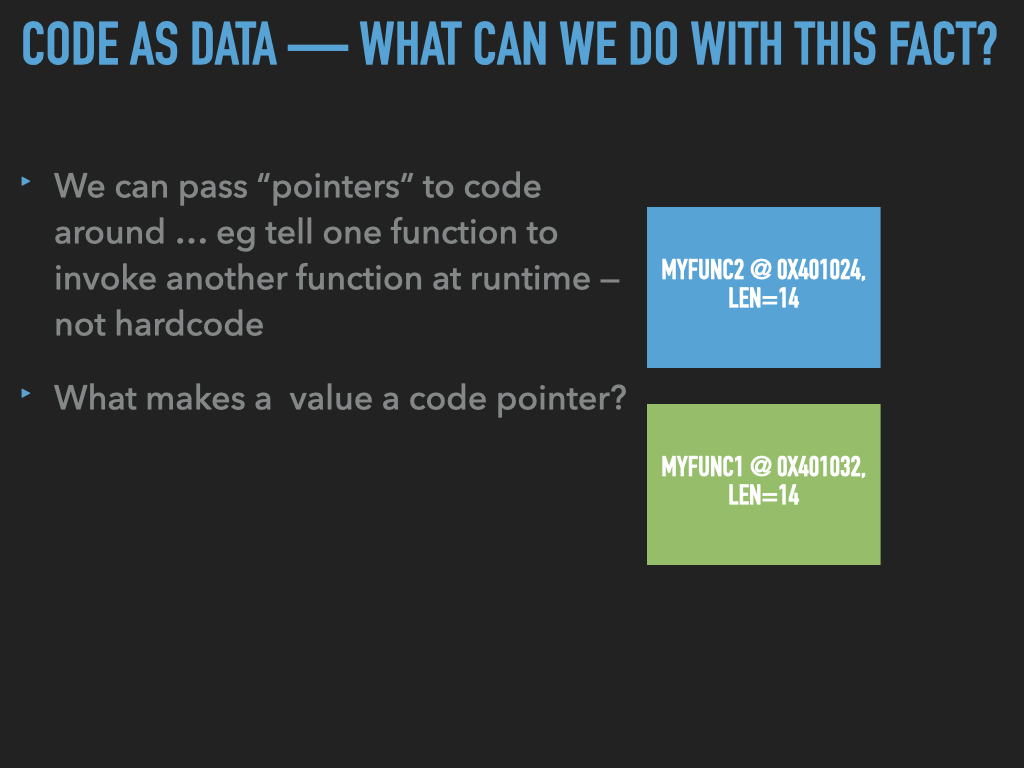 CODE AS DATA — WHAT CAN WE DO WITH THIS FACT?
‣ We can pass “pointers” to code
around … eg tell one function to
invoke another function at runtime –
not hardcode
‣ What makes a  value a code pointer?
MYFUNC2 @ 0X401024,
LEN=14
MYFUNC1 @ 0X401032,
LEN=14